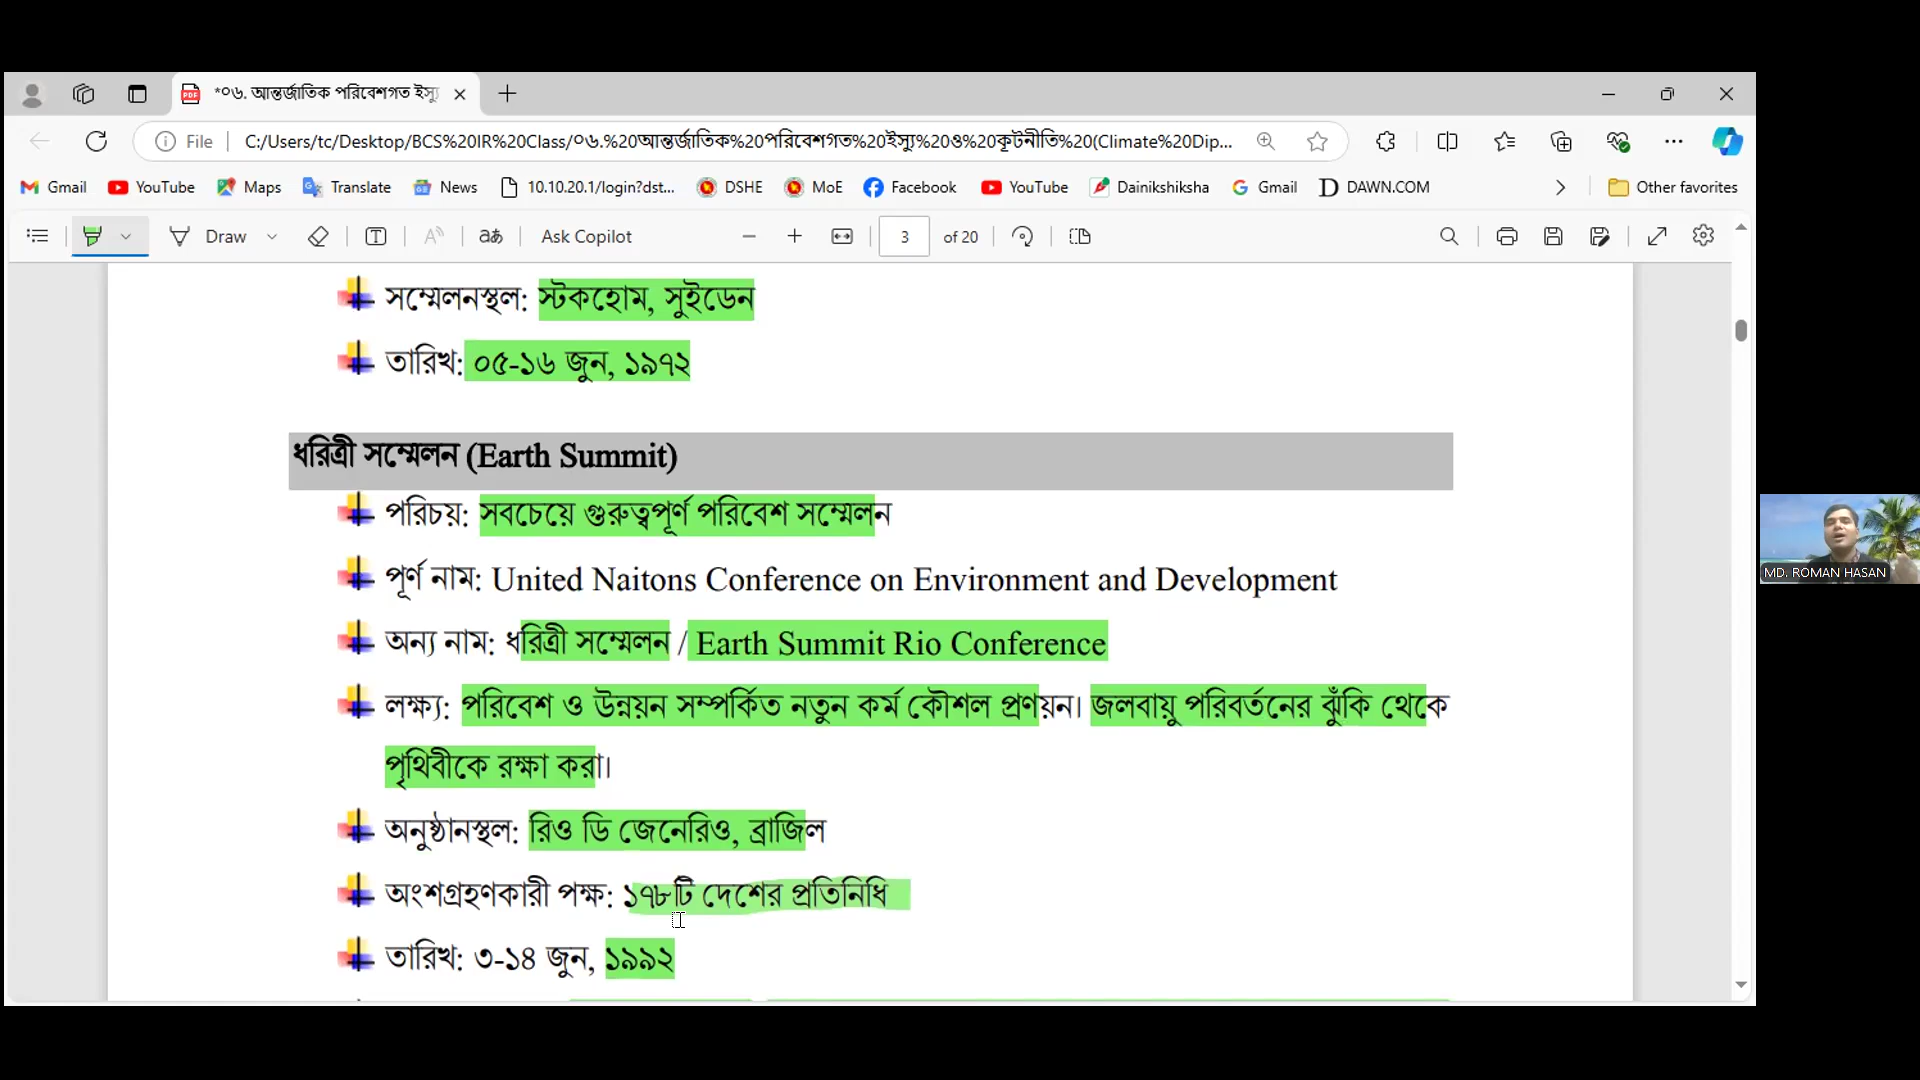 *০৬. আন্তর্জাতিক পরিবেশগত ইস্যু
File C:/Users/tc/Desktop/BCS%20IR%20Class/০৬.%20আন্তর্জাতিক%20পরিবেশগত%20ইস্যু%20ও%20কূটনীতি%20(Climate%20Dip...
Gmail YouTube Maps Translate News 10.10.20.1/login?dst... DSHE MoE Facebook YouTube Dainikshiksha Gmail DAWN.COM Other favorites
Draw Ask Copilot 3 of 20
সম্মেলনস্থল: স্টকহোম, সুইডেন
তারিখ: ০৫-১৬ জুন, ১৯৭২
ধরিত্রী সম্মেলন (Earth Summit)
পরিচয়: সবচেয়ে গুরুত্বপূর্ণ পরিবেশ সম্মেলন
পূর্ণ নাম: United Naitons Conference on Environment and Development
অন্য নাম: ধরিত্রী সম্মেলন / Earth Summit Rio Conference
লক্ষ্য: পরিবেশ ও উন্নয়ন সম্পর্কিত নতুন কর্ম কৌশল প্রণয়ন। জলবায়ু পরিবর্তনের ঝুঁকি থেকে
পৃথিবীকে রক্ষা করা।
অনুষ্ঠানস্থল: রিও ডি জেনেরিও, ব্রাজিল
অংশগ্রহণকারী পক্ষ: ১৭৮টি দেশের প্রতিনিধি
তারিখ: ৩-১৪ জুন, ১৯৯২
MD. ROMAN HASAN